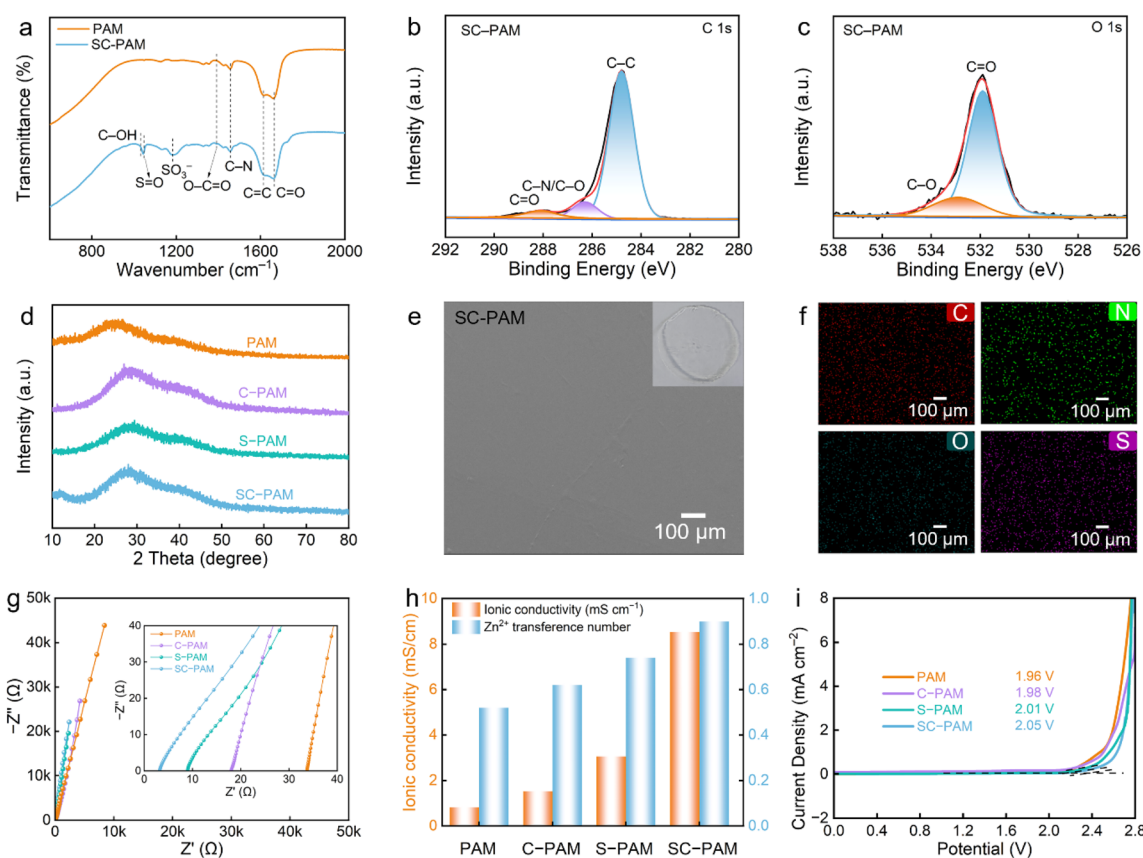 a
PAM
SC-PAM
Transmittance (%)
C–OH
S=O
SO₃⁻
O–C=O
C–N
C=C
C=O
800
1200
1600
2000
Wavenumber (cm⁻¹)
b
SC–PAM
C 1s
C–C
C–N/C–O
C=O
Intensity (a.u.)
292
288
286
284
282
280
Binding Energy (eV)
c
SC–PAM
O 1s
C=O
C–O
Intensity (a.u.)
538
536
534
532
530
528
526
Binding Energy (eV)
d
PAM
C–PAM
S–PAM
SC–PAM
Intensity (a.u.)
10
20
30
40
50
60
70
80
2 Theta (degree)
e
SC-PAM
100 μm
f
C
100 μm
N
100 μm
O
100 μm
S
100 μm
g
50k
40k
30k
20k
10k
0
−Z'' (Ω)
0
10k
20k
30k
40k
50k
Z' (Ω)
PAM
C–PAM
S–PAM
SC–PAM
40
30
20
10
0
−Z'' (Ω)
0
10
20
30
40
Z' (Ω)
h
Ionic conductivity (mS cm⁻¹)
Zn²⁺ transference number
Ionic conductivity (mS/cm)
10
8
6
4
2
0
1.0
0.8
0.6
0.4
0.2
0.0
PAM
C–PAM
S–PAM
SC–PAM
i
PAM 1.96 V
C–PAM 1.98 V
S–PAM 2.01 V
SC–PAM 2.05 V
Current Density (mA cm⁻²)
8
6
4
2
0
−2
0.0
0.4
0.8
1.2
1.6
2.0
2.4
2.8
Potential (V)